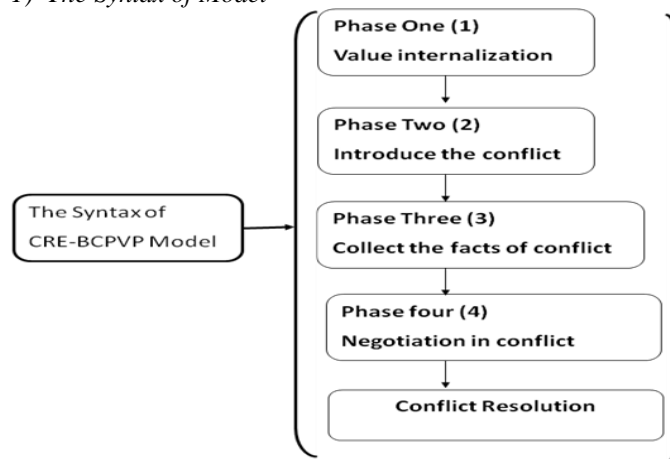 1) The Syntax of Model
Phase One (1)
Value internalization
Phase Two (2)
Introduce the conflict
The Syntax of
CRE-BCPVP Model
Phase Three (3)
Collect the facts of conflict
Phase four (4)
Negotiation in conflict
Conflict Resolution